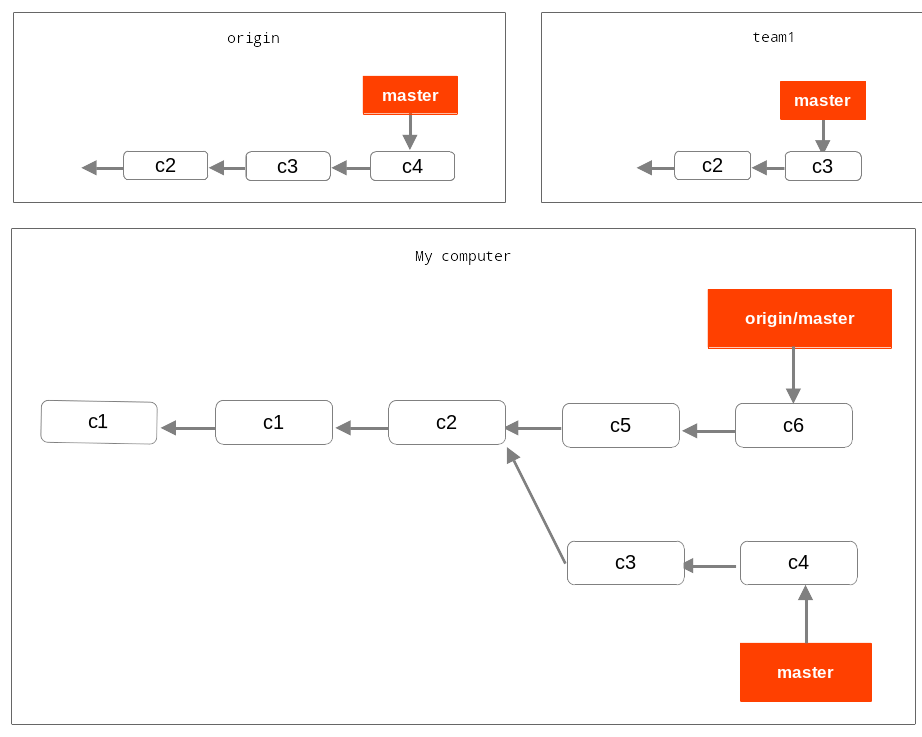 origin
master
c2
c3
c4
team1
master
c2
c3
My computer
origin/master
c1
c1
c2
c5
c6
c3
c4
master